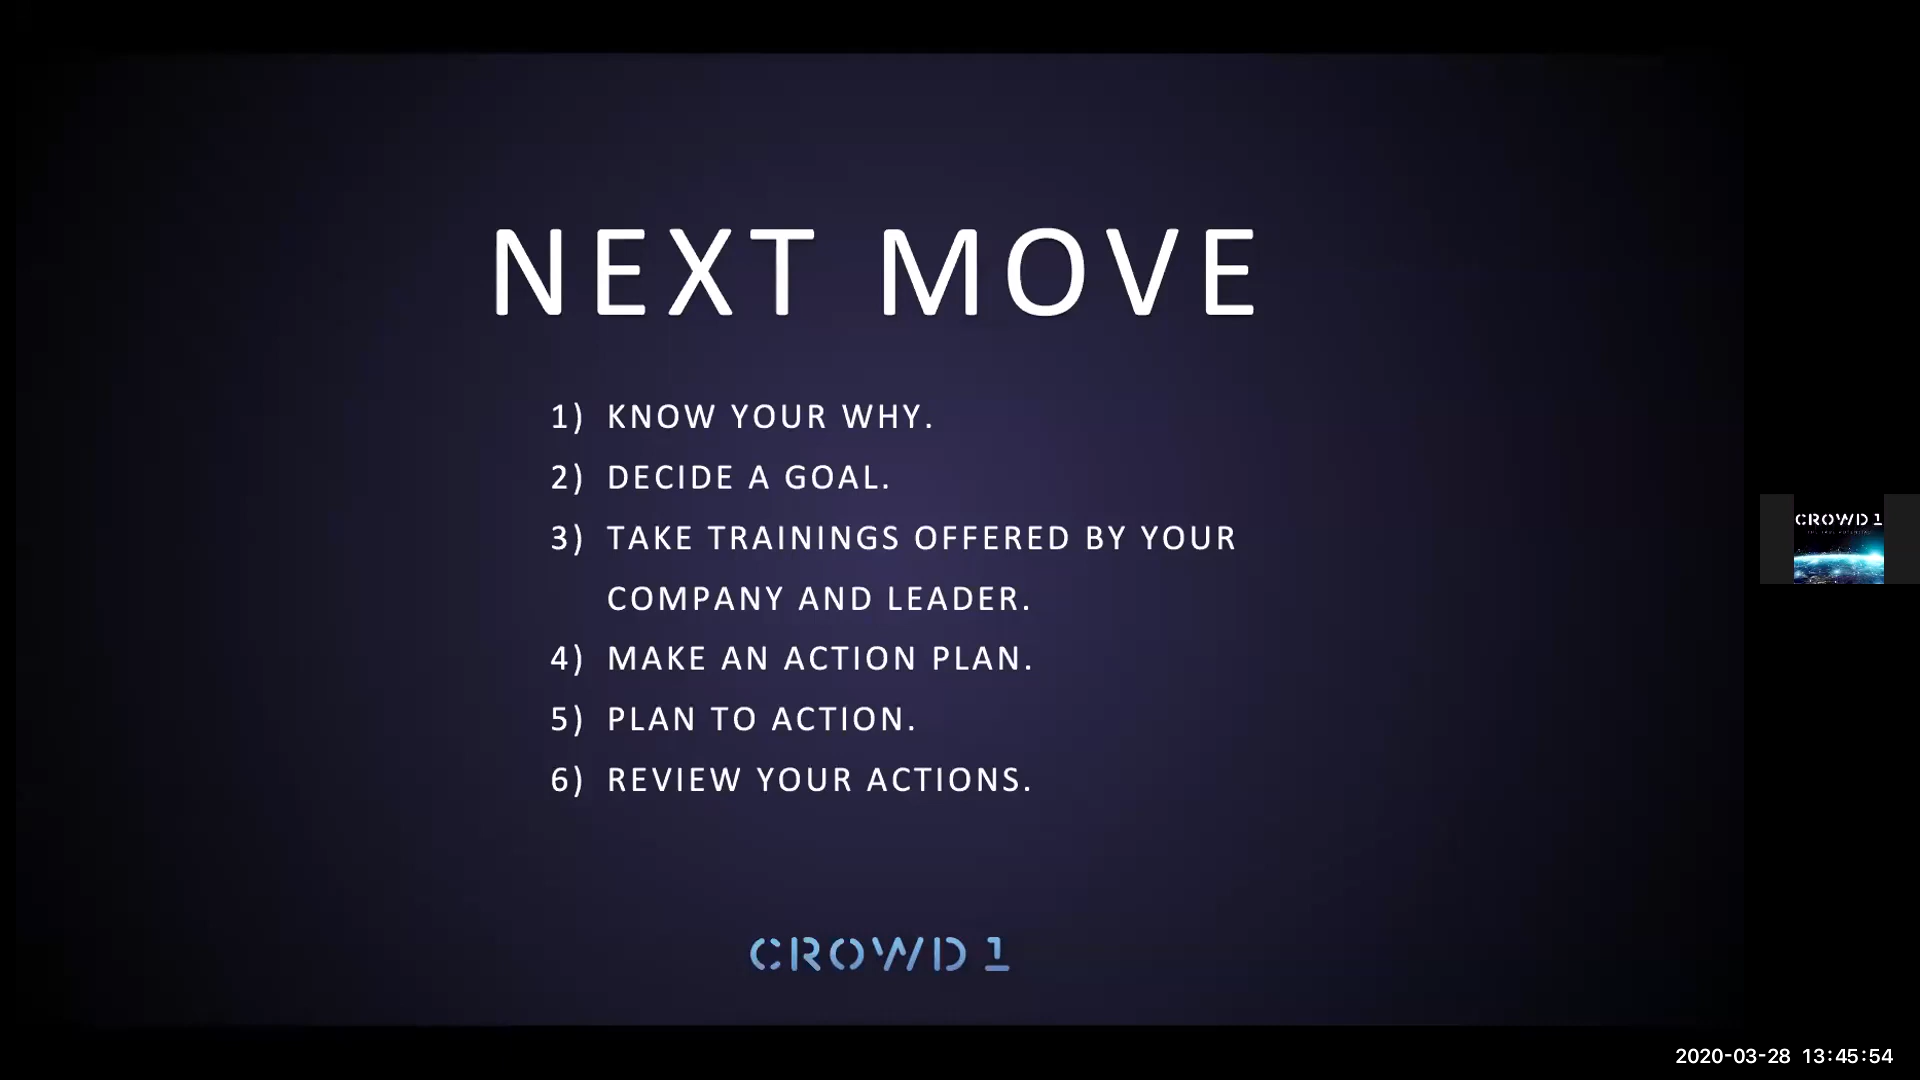 NEXT MOVE
1) KNOW YOUR WHY.
2) DECIDE A GOAL.
3) TAKE TRAININGS OFFERED BY YOUR
COMPANY AND LEADER.
4) MAKE AN ACTION PLAN.
5) PLAN TO ACTION.
6) REVIEW YOUR ACTIONS.
CROWD 1
CROWD 1
2020-03-28 13:45:54